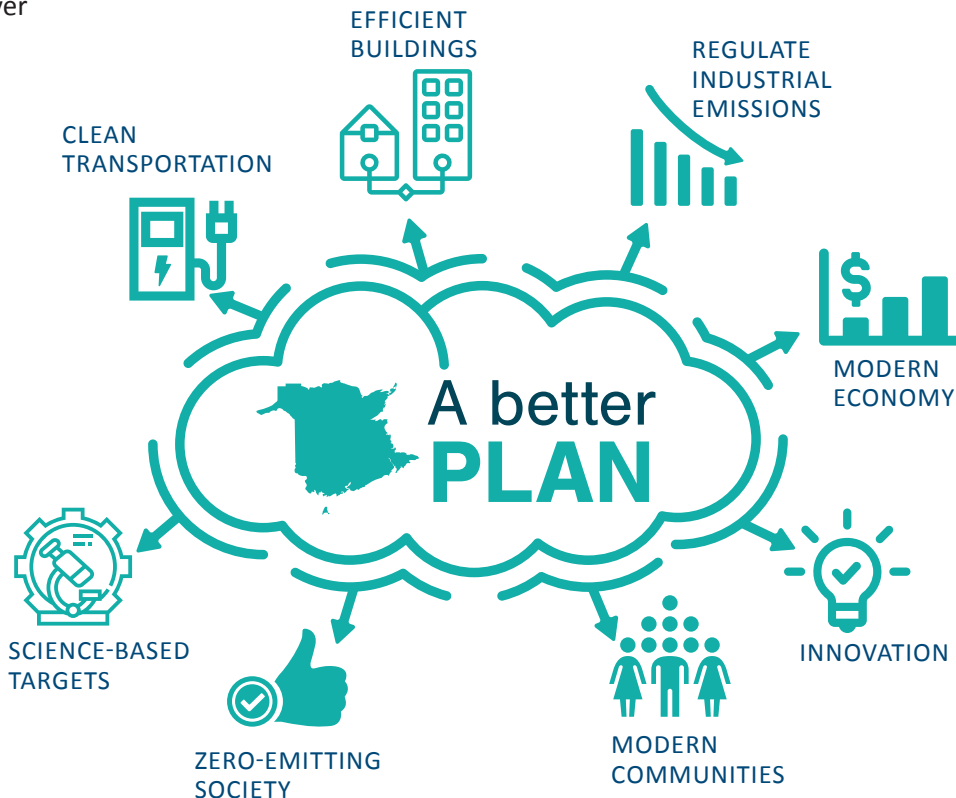 EFFICIENT
BUILDINGS
REGULATE
INDUSTRIAL
EMISSIONS
CLEAN
TRANSPORTATION
$
MODERN
ECONOMY
A better
PLAN
SCIENCE-BASED
TARGETS
INNOVATION
ZERO-EMITTING
SOCIETY
MODERN
COMMUNITIES